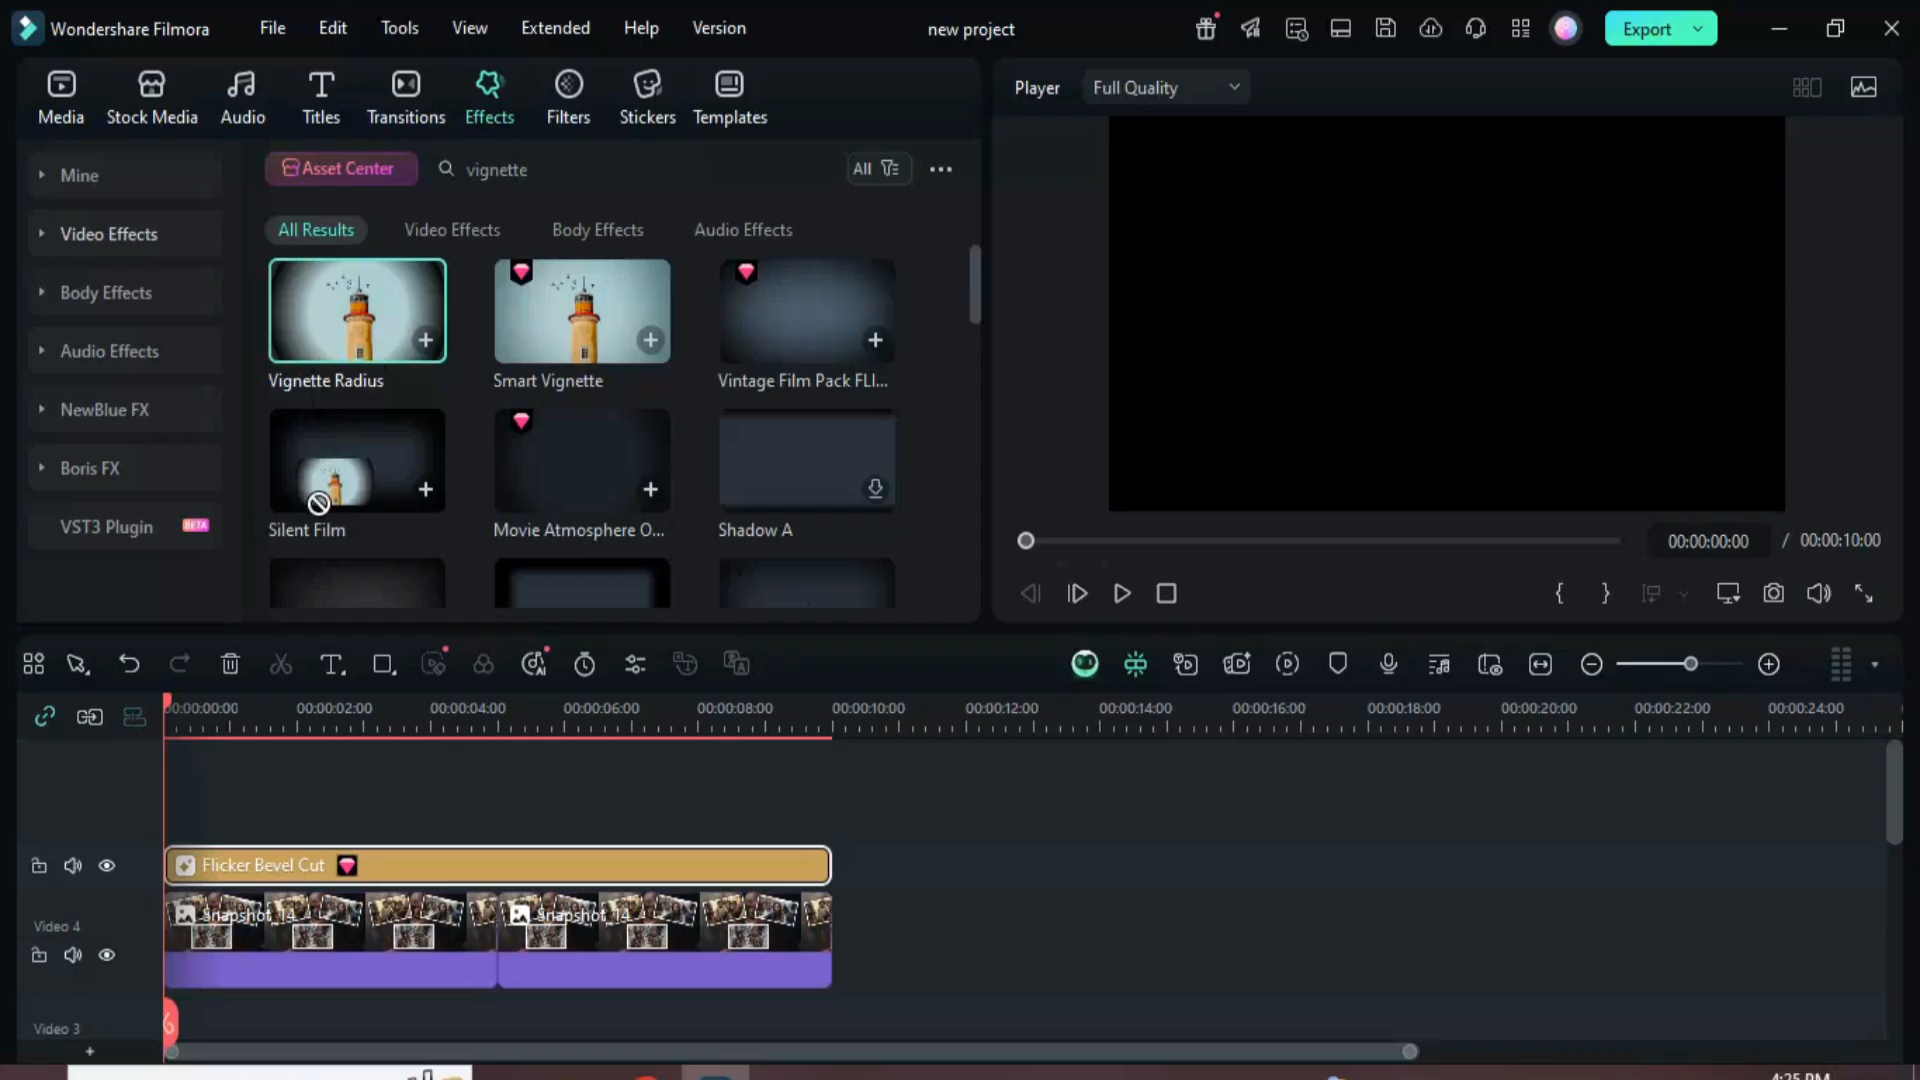 Wondershare Filmora
File
Edit
Tools
View
Extended
Help
Version
new project
Export
Media
Stock Media
Audio
Titles
Transitions
Effects
Filters
Stickers
Templates
Player
Full Quality
Mine
Video Effects
Body Effects
Audio Effects
NewBlue FX
Boris FX
VST3 Plugin
BETA
Asset Center
vignette
All
All Results
Video Effects
Body Effects
Audio Effects
Vignette Radius
Smart Vignette
Vintage Film Pack FLI...
Silent Film
Movie Atmosphere O...
Shadow A
00:00:00:00
/ 00:00:10:00
00:00:00:00
00:00:02:00
00:00:04:00
00:00:06:00
00:00:08:00
00:00:10:00
00:00:12:00
00:00:14:00
00:00:16:00
00:00:18:00
00:00:20:00
00:00:22:00
00:00:24:00
Flicker Bevel Cut
Snapshot_14
Snapshot_14
Video 4
Video 3
4:25 PM